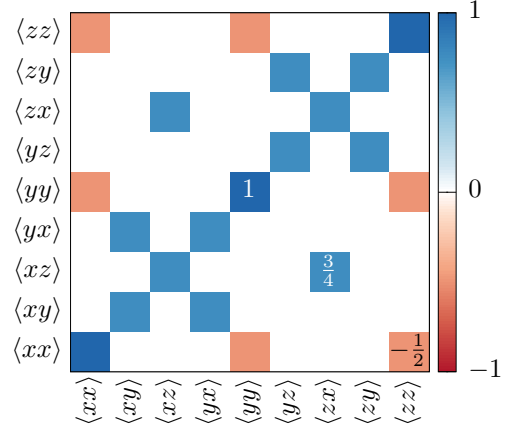 ⟨zz⟩
⟨zy⟩
⟨zx⟩
⟨yz⟩
⟨yy⟩
⟨yx⟩
⟨xz⟩
⟨xy⟩
⟨xx⟩
1
3/4
−1/2
⟨xx⟩ ⟨xy⟩ ⟨xz⟩ ⟨yx⟩ ⟨yy⟩ ⟨yz⟩ ⟨zx⟩ ⟨zy⟩ ⟨zz⟩
1
0
−1